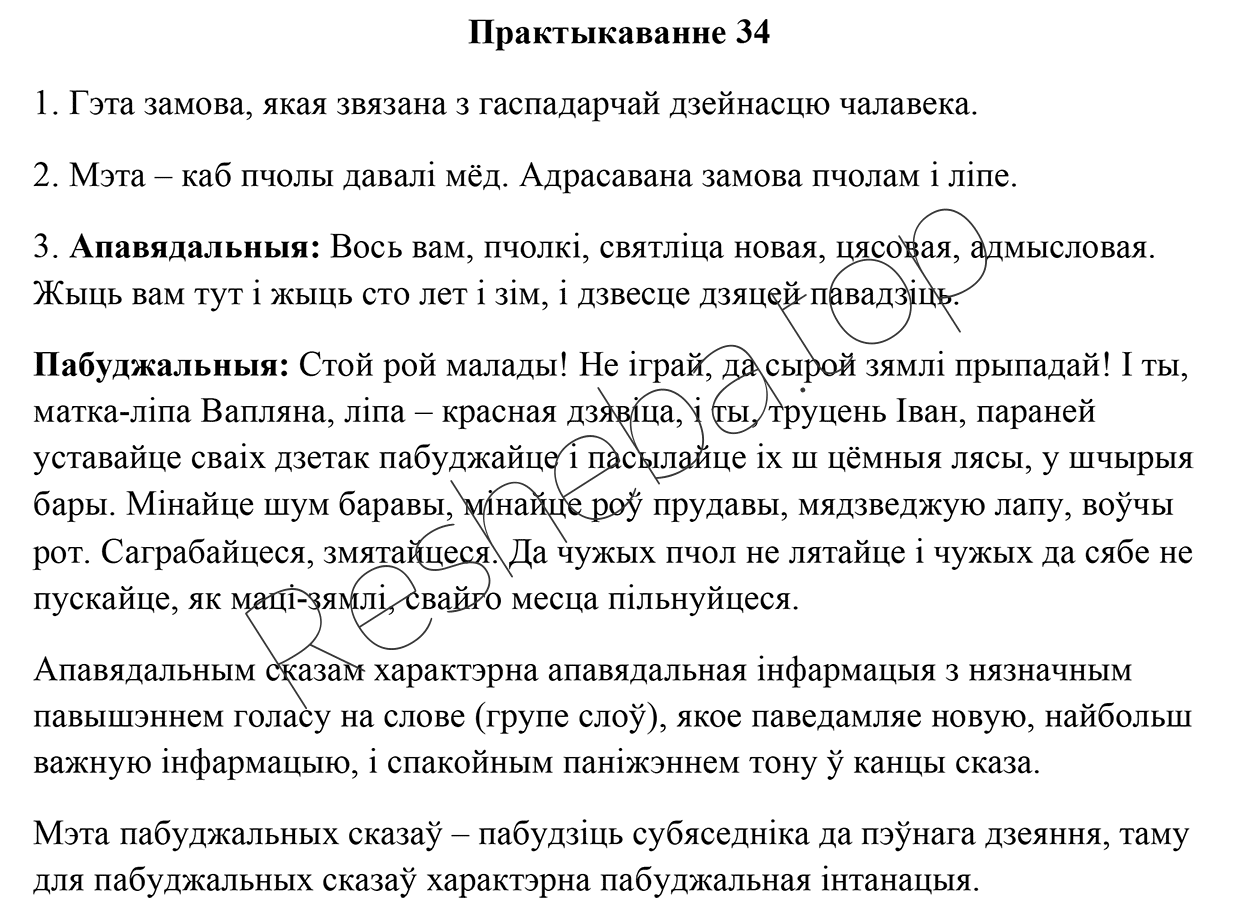 Практыкаванне 34
1. Гэта замова, якая звязана з гаспадарчай дзейнасцю чалавека.
2. Мэта – каб пчолы давалі мёд. Адрасавана замова пчолам і ліпе.
3. Апавядальныя: Вось вам, пчолкі, святліца новая, цясовая, адмысловая.
Жыць вам тут і жыць сто лет і зім, і дзвесце дзяцей павадзіць.
Пабуджальныя: Стой рой малады! Не іграй, да сырой зямлі прыпадай! І ты,
матка-ліпа Вапляна, ліпа – красная дзявіца, і ты, труцень Іван, параней
уставайце сваіх дзетак пабуджайце і пасылайце іх ш цёмныя лясы, у шчырыя
бары. Мінайце шум баравы, мінайце роў прудавы, мядзведжую лапу, воўчы
рот. Саграбайцеся, змятайцеся. Да чужых пчол не лятайце і чужых да сябе не
пускайце, як маці-зямлі, свайго месца пільнуйцеся.
Апавядальным сказам характэрна апавядальная інфармацыя з нязначным
павышэннем голасу на слове (групе слоў), якое паведамляе новую, найбольш
важную інфармацыю, і спакойным паніжэннем тону ў канцы сказа.
Мэта пабуджальных сказаў – пабудзіць субяседніка да пэўнага дзеяння, таму
для пабуджальных сказаў характэрна пабуджальная інтанацыя.
Resheba.top